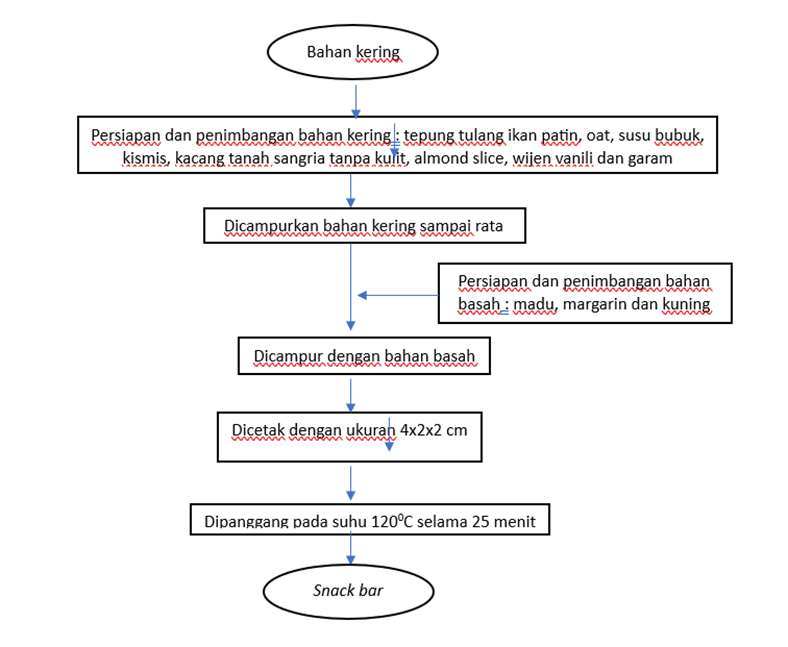 Bahan kering
Persiapan dan penimbangan bahan kering : tepung tulang ikan patin, oat, susu bubuk,
kismis, kacang tanah sangria tanpa kulit, almond slice, wijen vanili dan garam
Dicampurkan bahan kering sampai rata
Persiapan dan penimbangan bahan
basah : madu, margarin dan kuning
Dicampur dengan bahan basah
Dicetak dengan ukuran 4x2x2 cm
Dipanggang pada suhu 120⁰C selama 25 menit
Snack bar